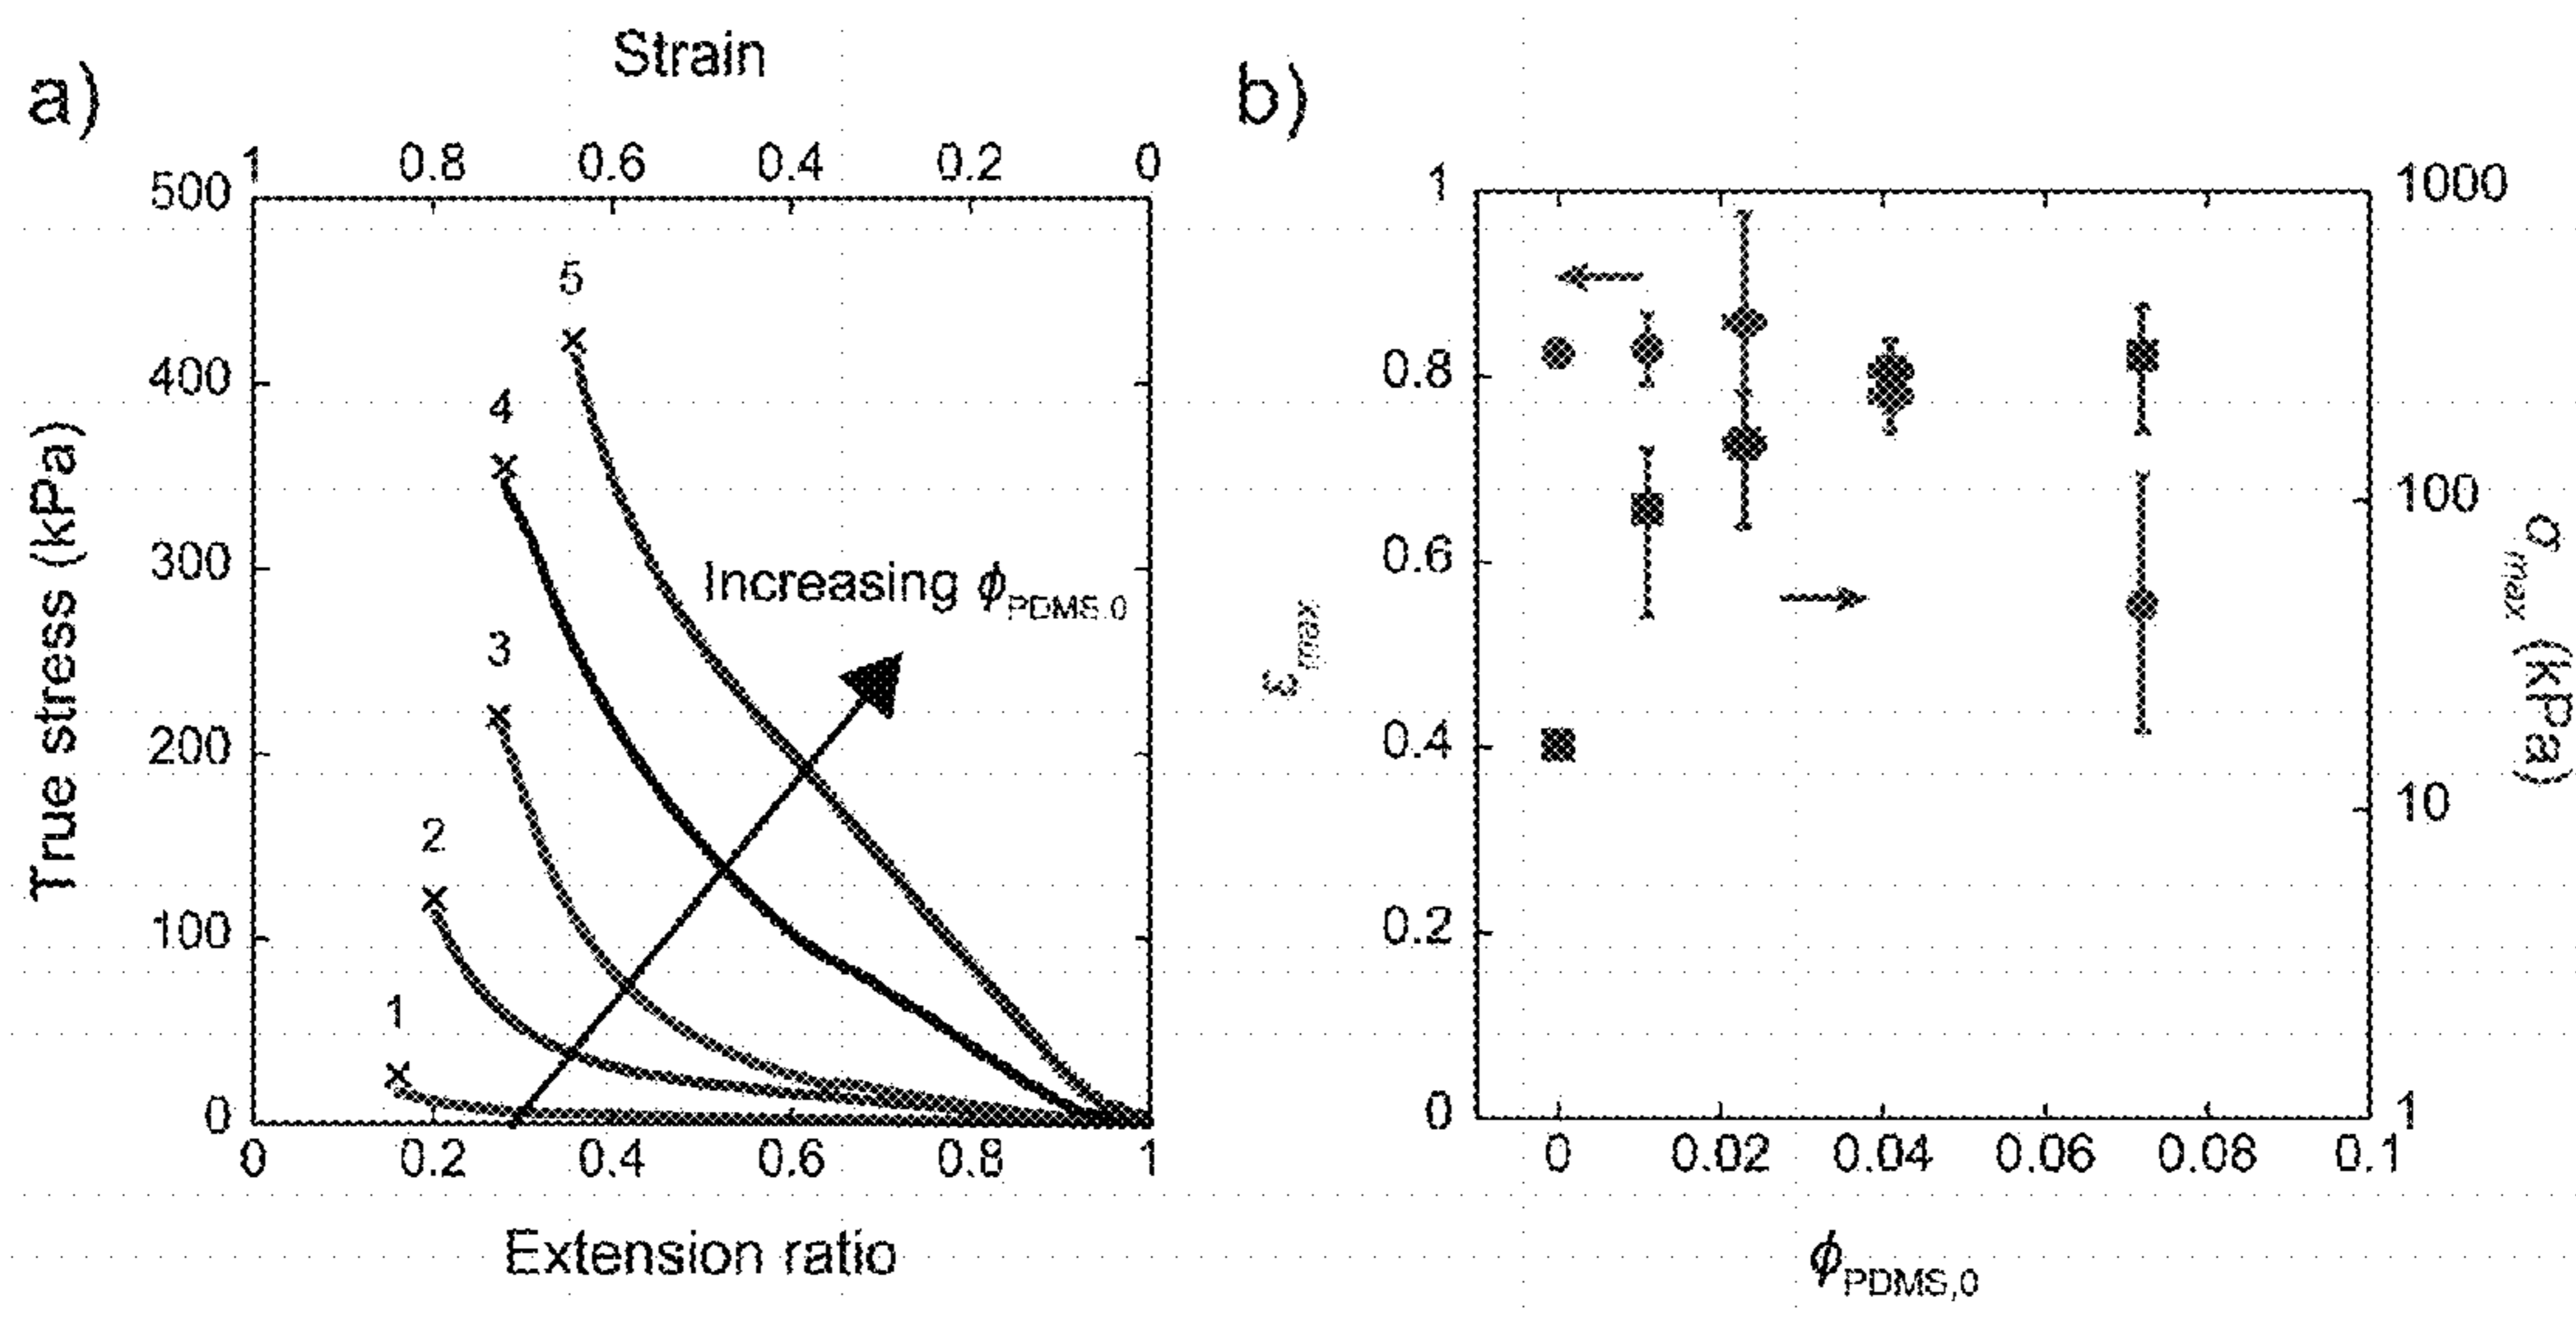 a)
Strain
1 0.8 0.6 0.4 0.2 0
500
400
300
200
100
0
True stress (kPa)
5
4
3
2
1
Increasing ϕPDMS,0
0 0.2 0.4 0.6 0.8 1
Extension ratio
b)
1
0.8
0.6
0.4
0.2
0
εmax
1000
100
10
1
σmax (kPa)
0 0.02 0.04 0.06 0.08 0.1
ϕPDMS,0